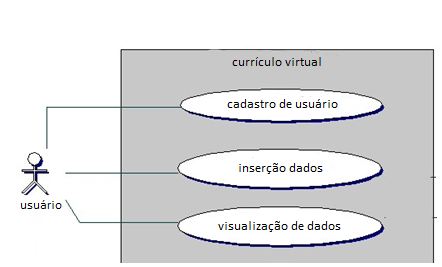 currículo virtual
cadastro de usuário
inserção dados
usuário
visualização de dados